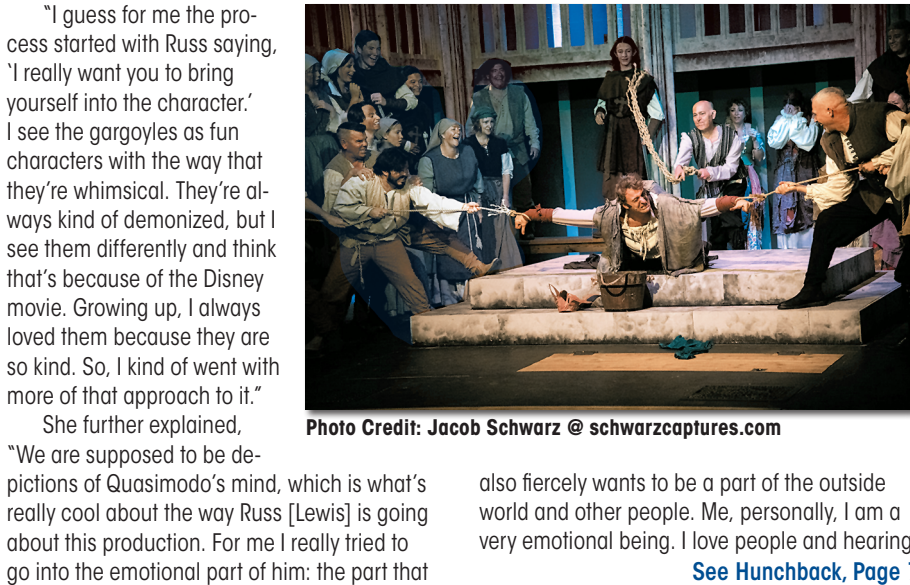 “I guess for me the pro-
cess started with Russ saying,
‘I really want you to bring
yourself into the character.’
I see the gargoyles as fun
characters with the way that
they’re whimsical. They’re al-
ways kind of demonized, but I
see them differently and think
that’s because of the Disney
movie. Growing up, I always
loved them because they are
so kind. So, I kind of went with
more of that approach to it.”
She further explained,
“We are supposed to be de-
pictions of Quasimodo’s mind, which is what’s
really cool about the way Russ [Lewis] is going
about this production. For me I really tried to
go into the emotional part of him: the part that
Photo Credit: Jacob Schwarz @ schwarzcaptures.com
also fiercely wants to be a part of the outside
world and other people. Me, personally, I am a
very emotional being. I love people and hearing
See Hunchback, Page